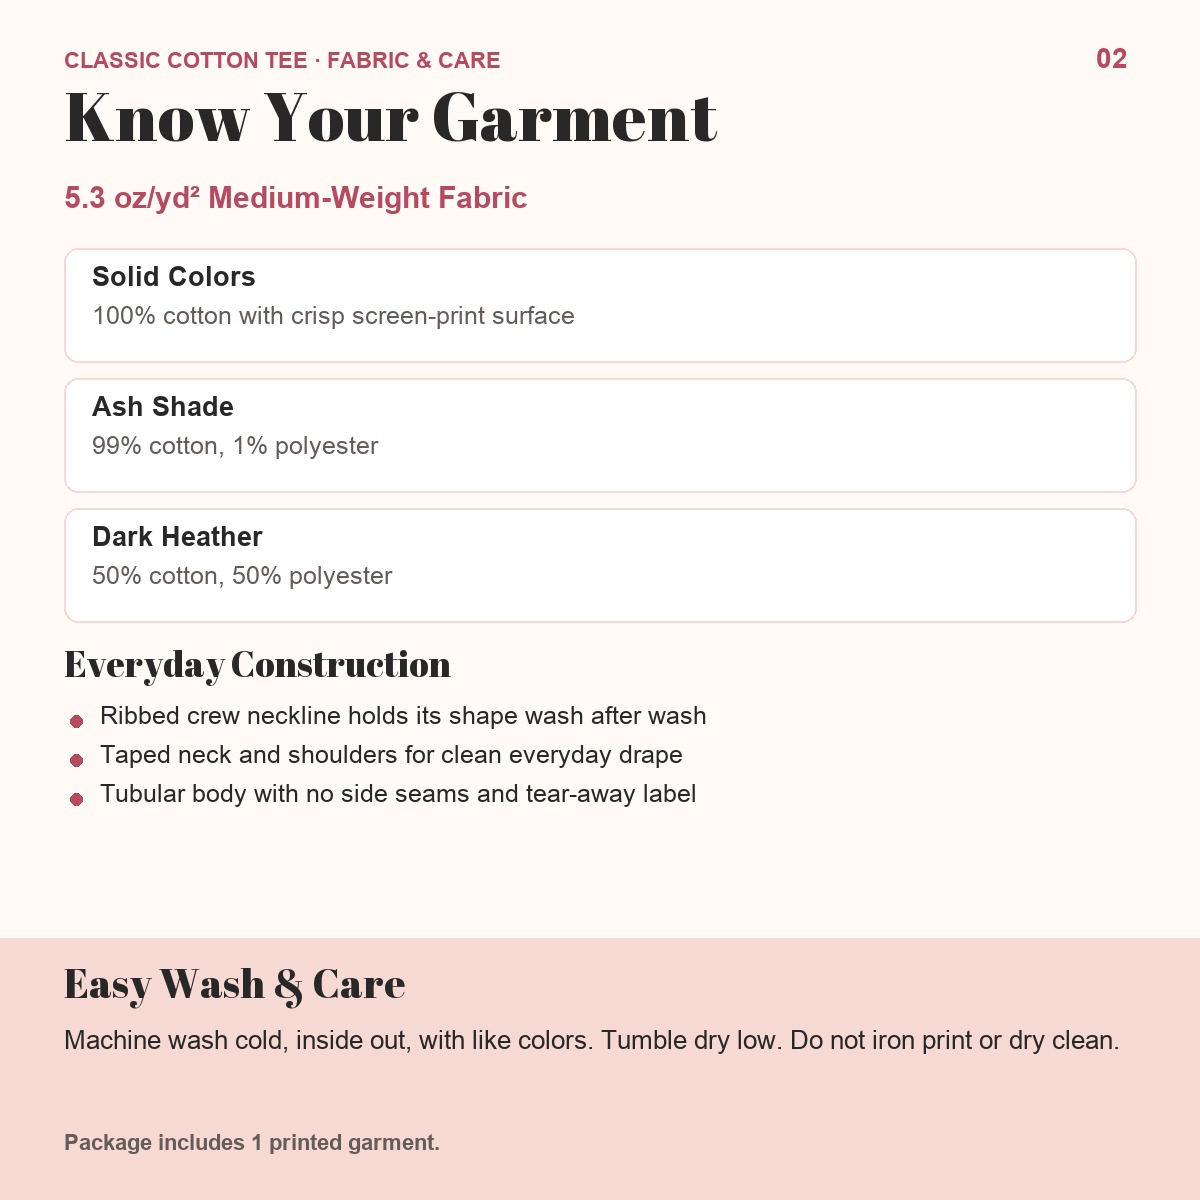 CLASSIC COTTON TEE · FABRIC & CARE
02
Know Your Garment
5.3 oz/yd² Medium-Weight Fabric
Solid Colors
100% cotton with crisp screen-print surface
Ash Shade
99% cotton, 1% polyester
Dark Heather
50% cotton, 50% polyester
Everyday Construction
Ribbed crew neckline holds its shape wash after wash
Taped neck and shoulders for clean everyday drape
Tubular body with no side seams and tear-away label
Easy Wash & Care
Machine wash cold, inside out, with like colors. Tumble dry low. Do not iron print or dry clean.
Package includes 1 printed garment.